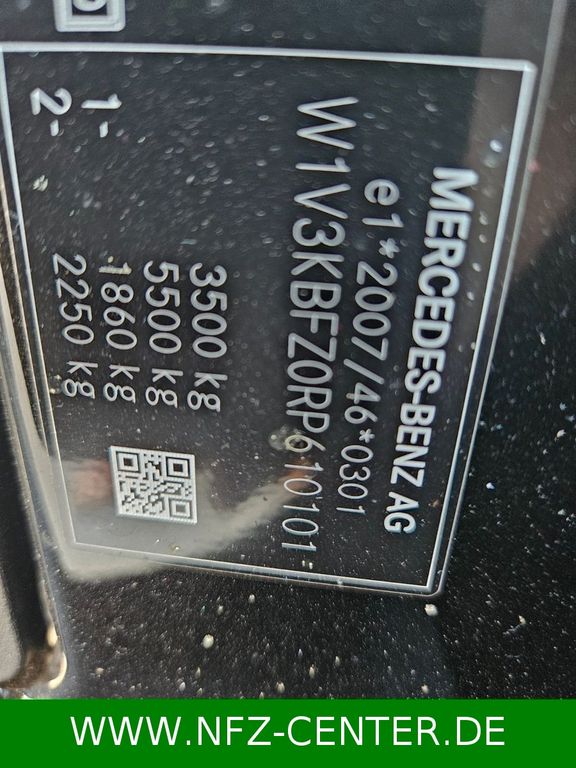 MERCEDES-BENZ AG
e1*2007/46*0301
W1V3KBFZ0RP610101-
3500 kg
5500 kg
1- 1860 kg
2- 2250 kg
WWW.NFZ-CENTER.DE